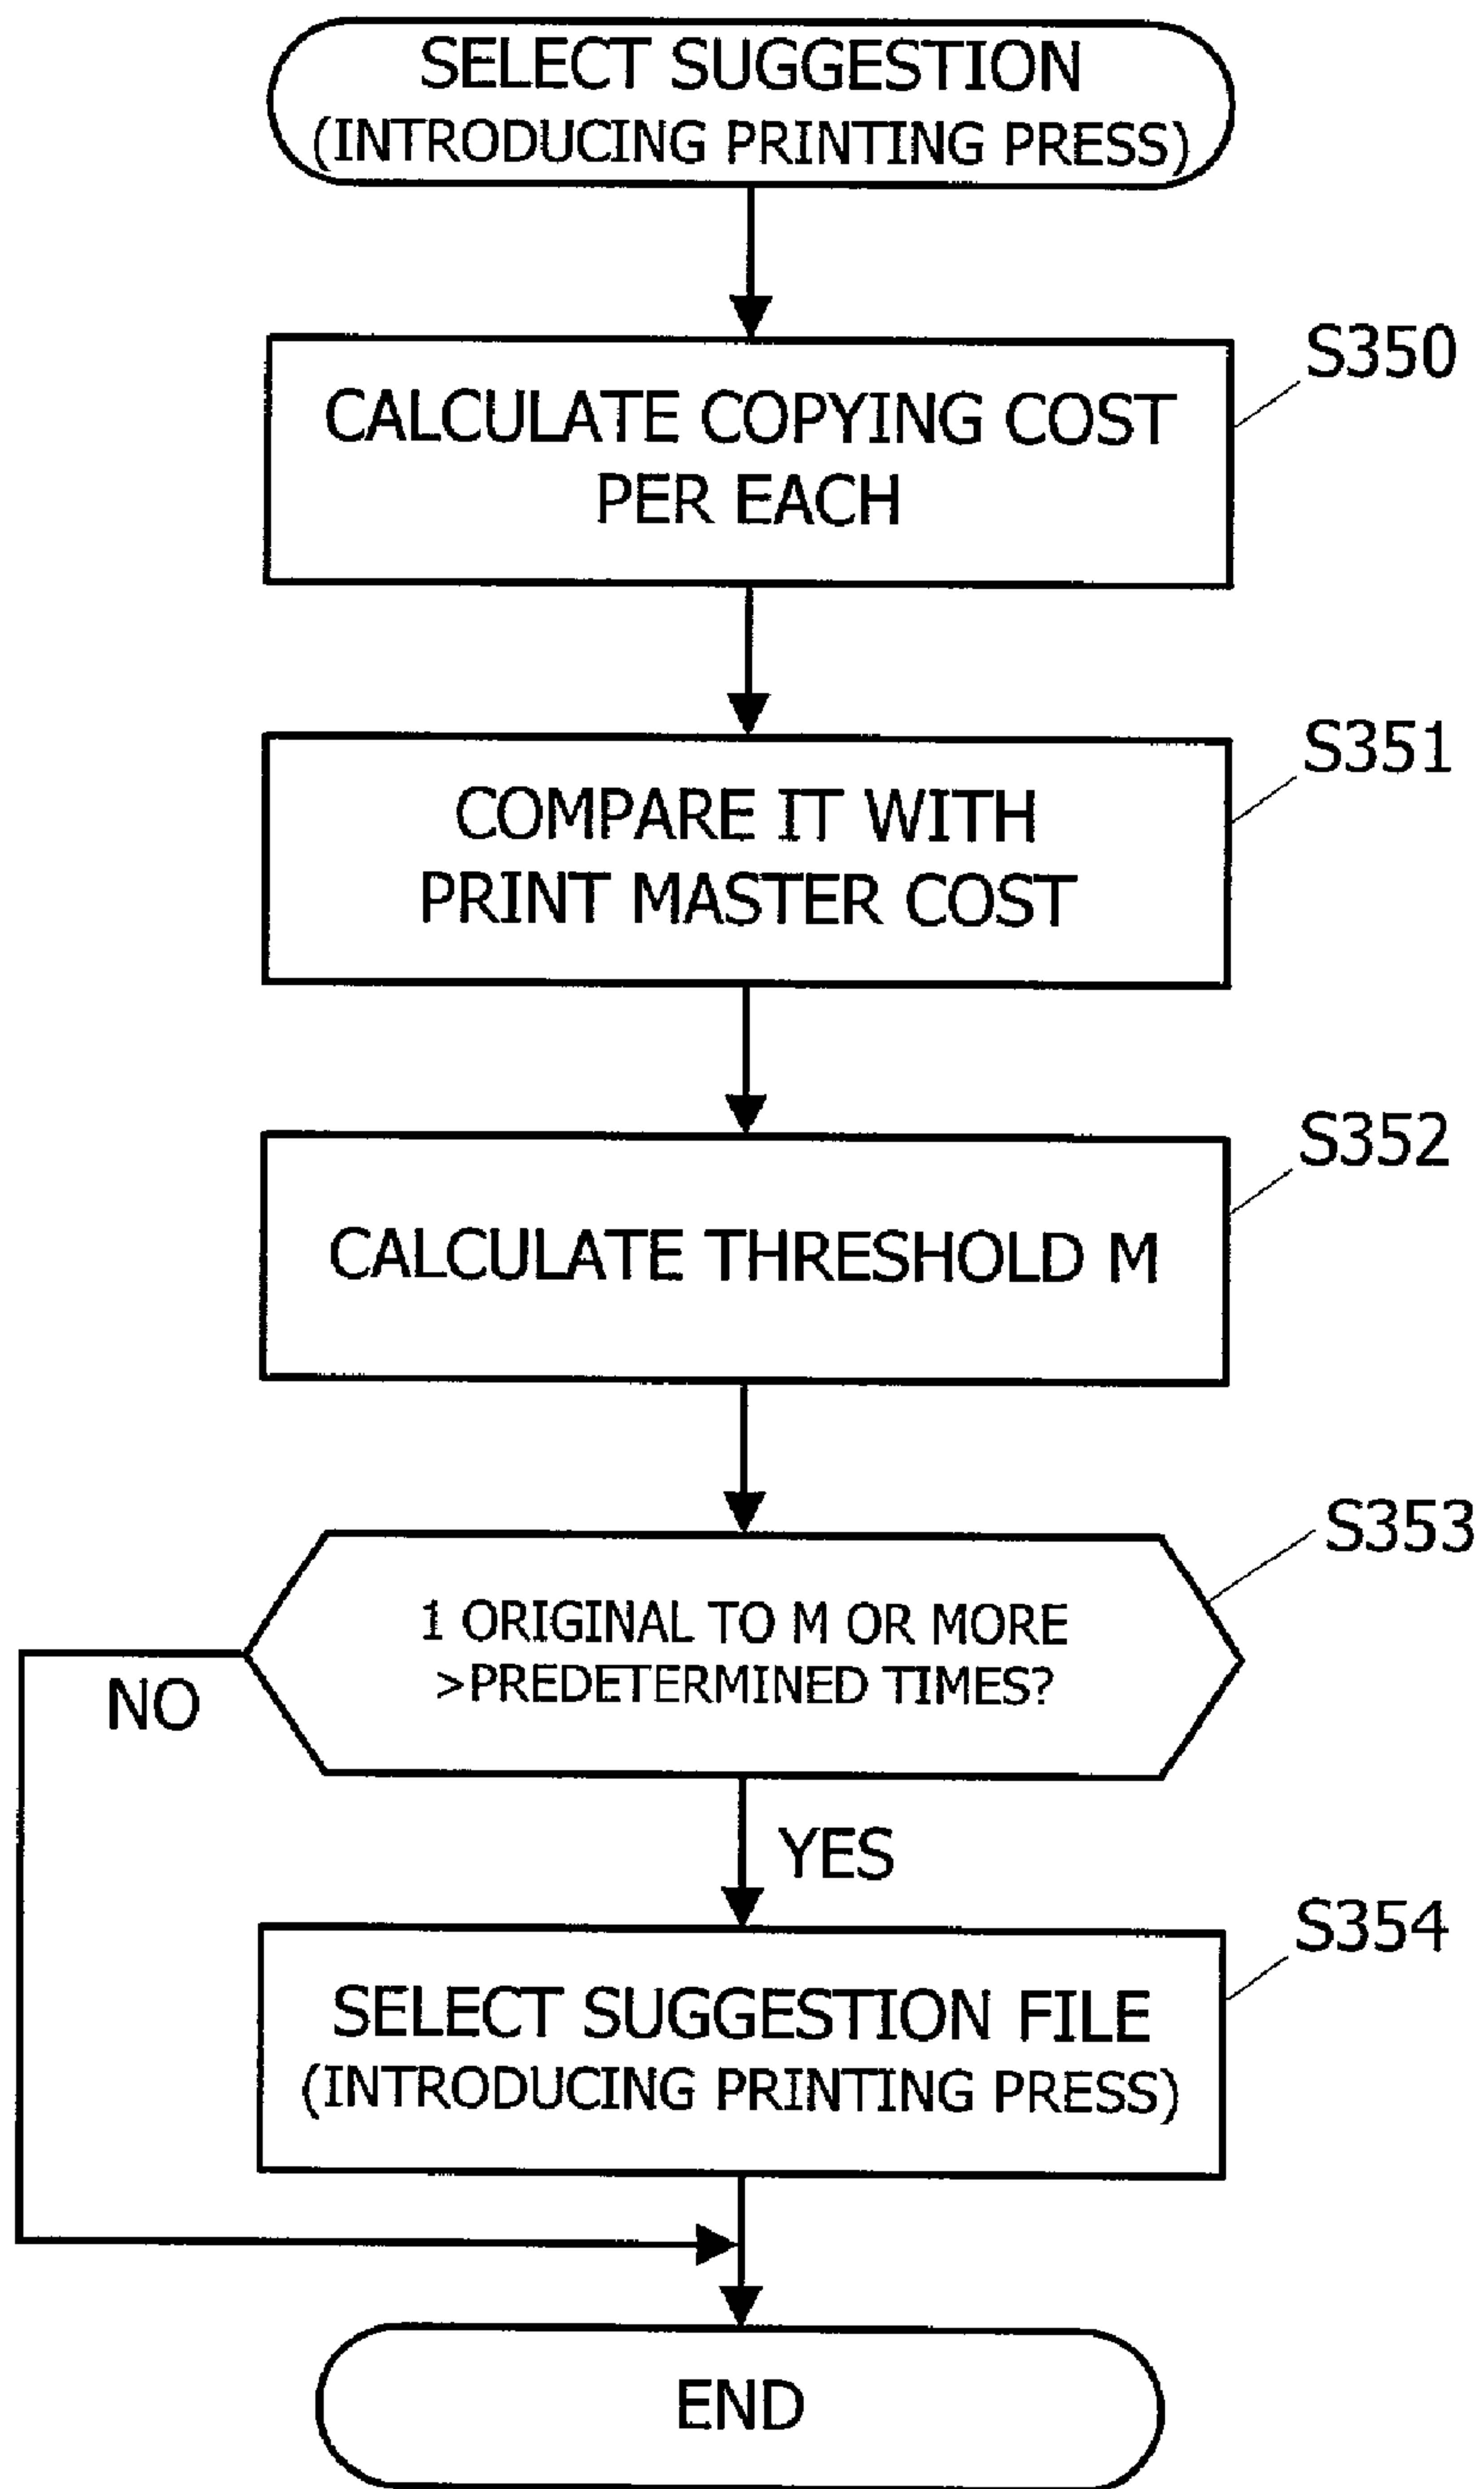 SELECT SUGGESTION
(INTRODUCING PRINTING PRESS)
S350
CALCULATE COPYING COST
PER EACH
S351
COMPARE IT WITH
PRINT MASTER COST
S352
CALCULATE THRESHOLD M
S353
1 ORIGINAL TO M OR MORE
>PREDETERMINED TIMES?
NO
YES
S354
SELECT SUGGESTION FILE
(INTRODUCING PRINTING PRESS)
END